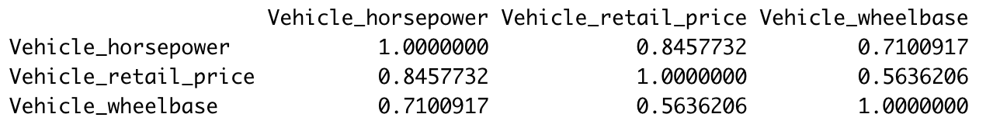 Vehicle_horsepower Vehicle_retail_price Vehicle_wheelbase
Vehicle_horsepower 1.0000000 0.8457732 0.7100917
Vehicle_retail_price 0.8457732 1.0000000 0.5636206
Vehicle_wheelbase 0.7100917 0.5636206 1.0000000